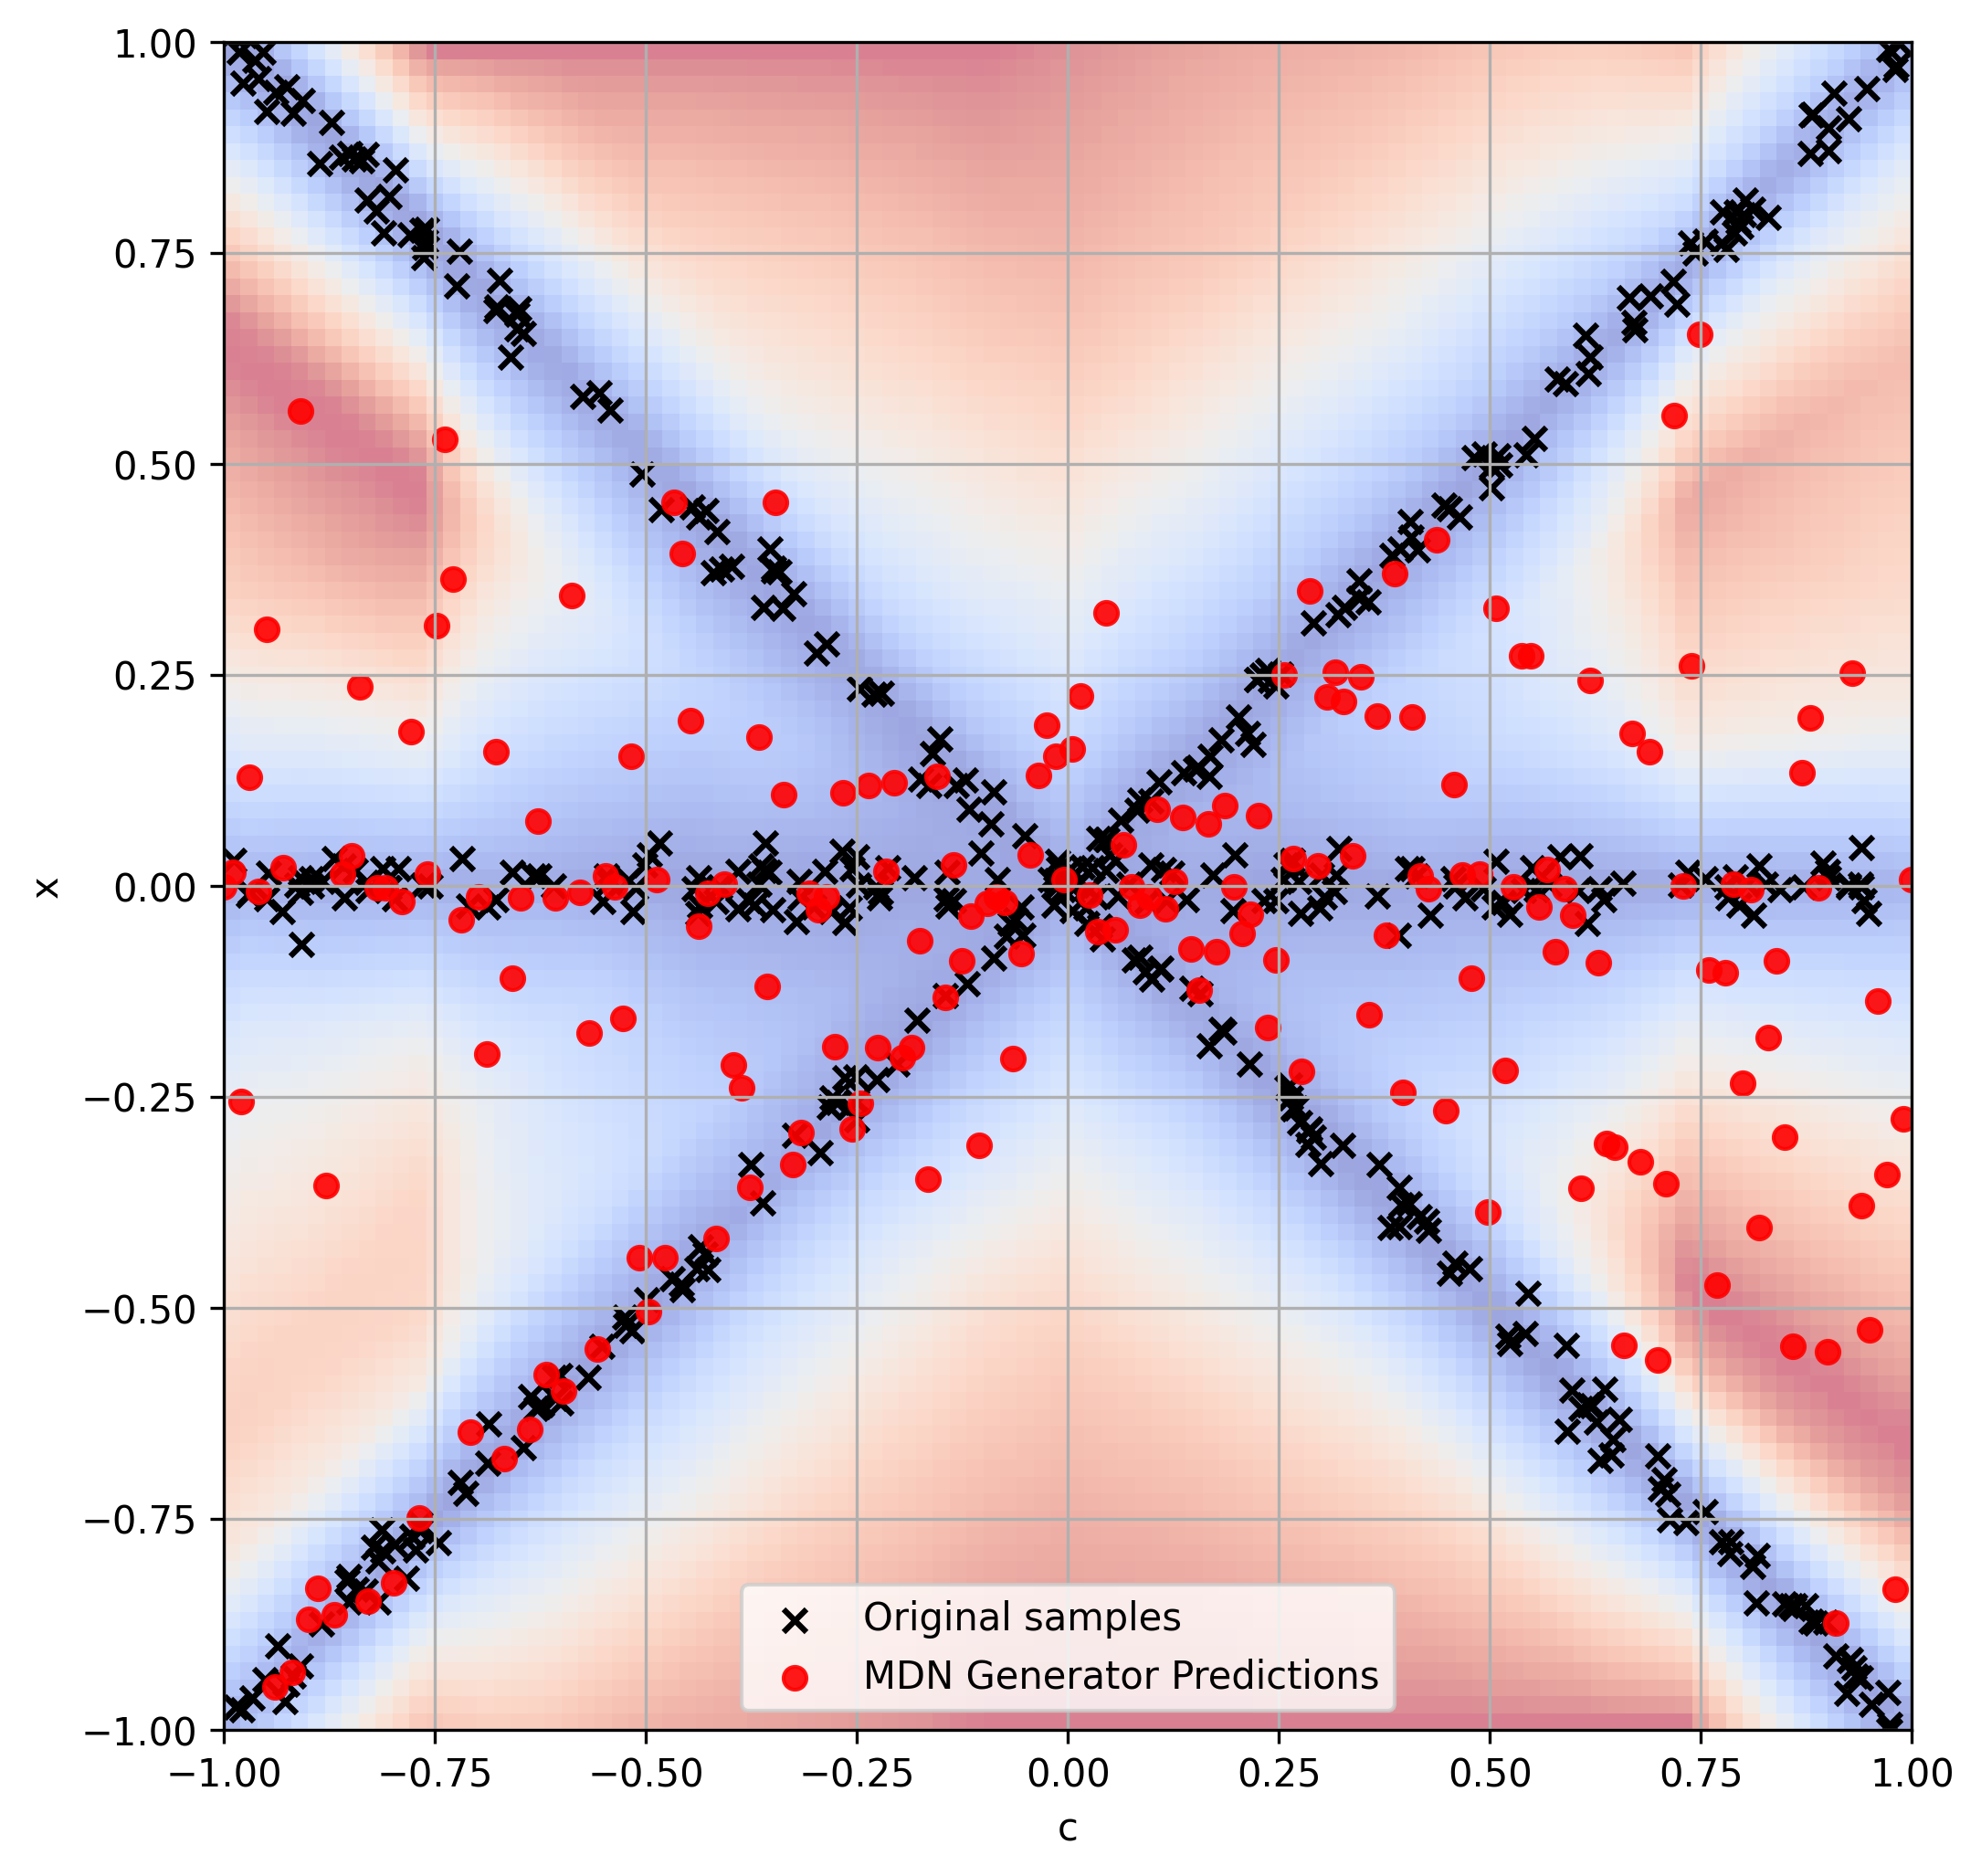 1.00
0.75
0.50
0.25
0.00
−0.25
−0.50
−0.75
−1.00
x
Original samples
MDN Generator Predictions
−1.00 −0.75 −0.50 −0.25 0.00 0.25 0.50 0.75 1.00
c